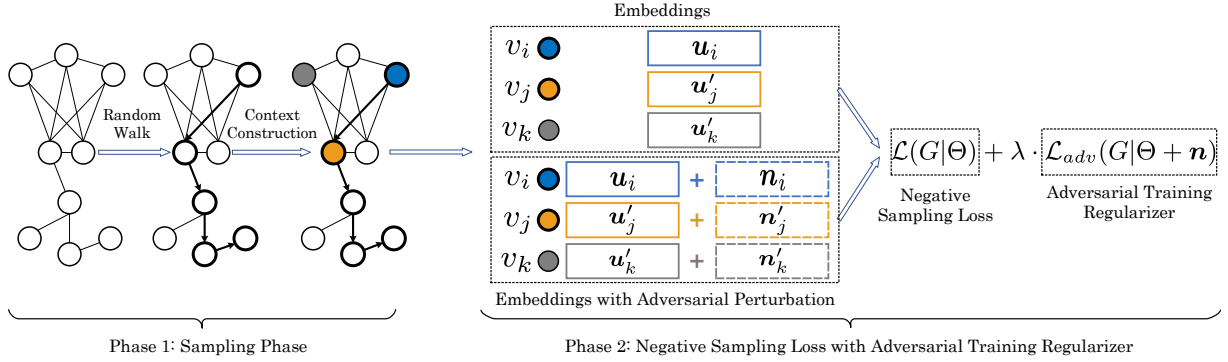 Embeddings
Random
Walk
Context
Construction
v_i u_i
v_j u'_j
v_k u'_k
v_i u_i + n_i
v_j u'_j + n'_j
v_k u'_k + n'_k
Embeddings with Adversarial Perturbation
ℒ(G|Θ) + λ · ℒ_{adv}(G|Θ + n)
Negative
Sampling Loss
Adversarial Training
Regularizer
Phase 1: Sampling Phase
Phase 2: Negative Sampling Loss with Adversarial Training Regularizer